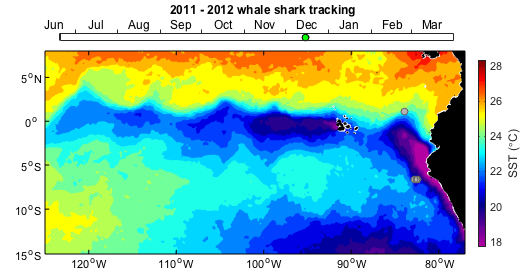 2011 - 2012 whale shark tracking
Jun Jul Aug Sep Oct Nov Dec Jan Feb Mar
5°N
0°
5°S
10°S
15°S
120°W 110°W 100°W 90°W 80°W
28
26
24
22
20
18
SST (°C)